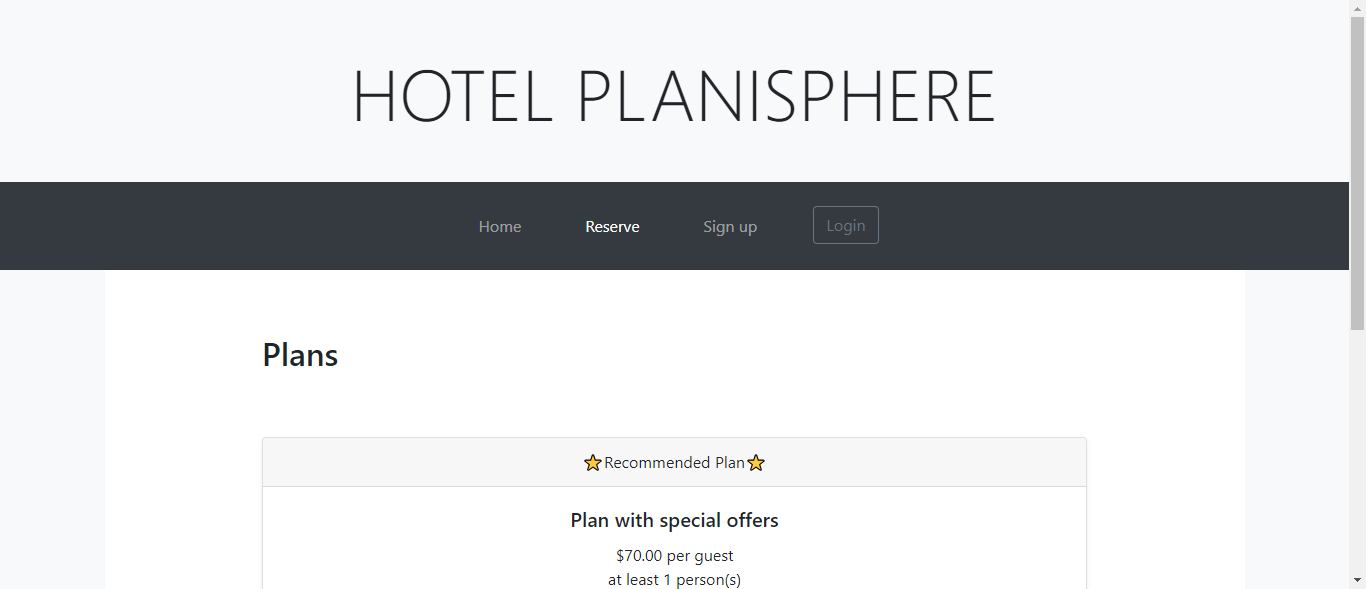 HOTEL PLANISPHERE
Home Reserve Sign up Login
Plans
⭐Recommended Plan⭐
Plan with special offers
$70.00 per guest
at least 1 person(s)